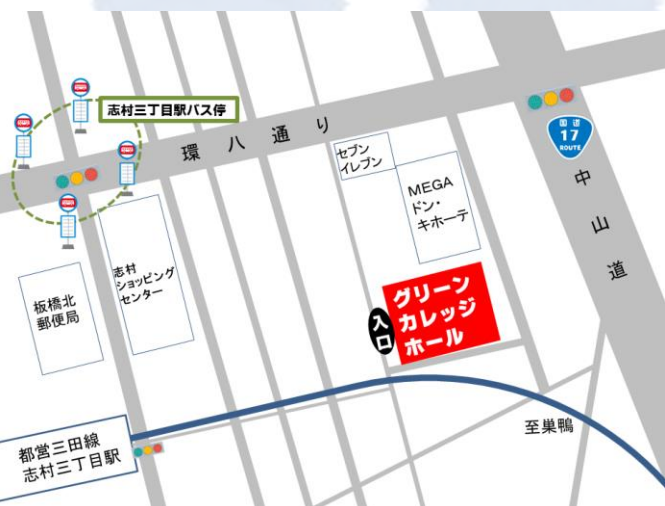 志村三丁目駅バス停
環八通り
セブン
イレブン
MEGA
ドン・
キホーテ
国道
17
ROUTE
中山道
志村
ショッピング
センター
板橋北
郵便局
グリーン
カレッジ
ホール
入口
都営三田線
志村三丁目駅
至巣鴨